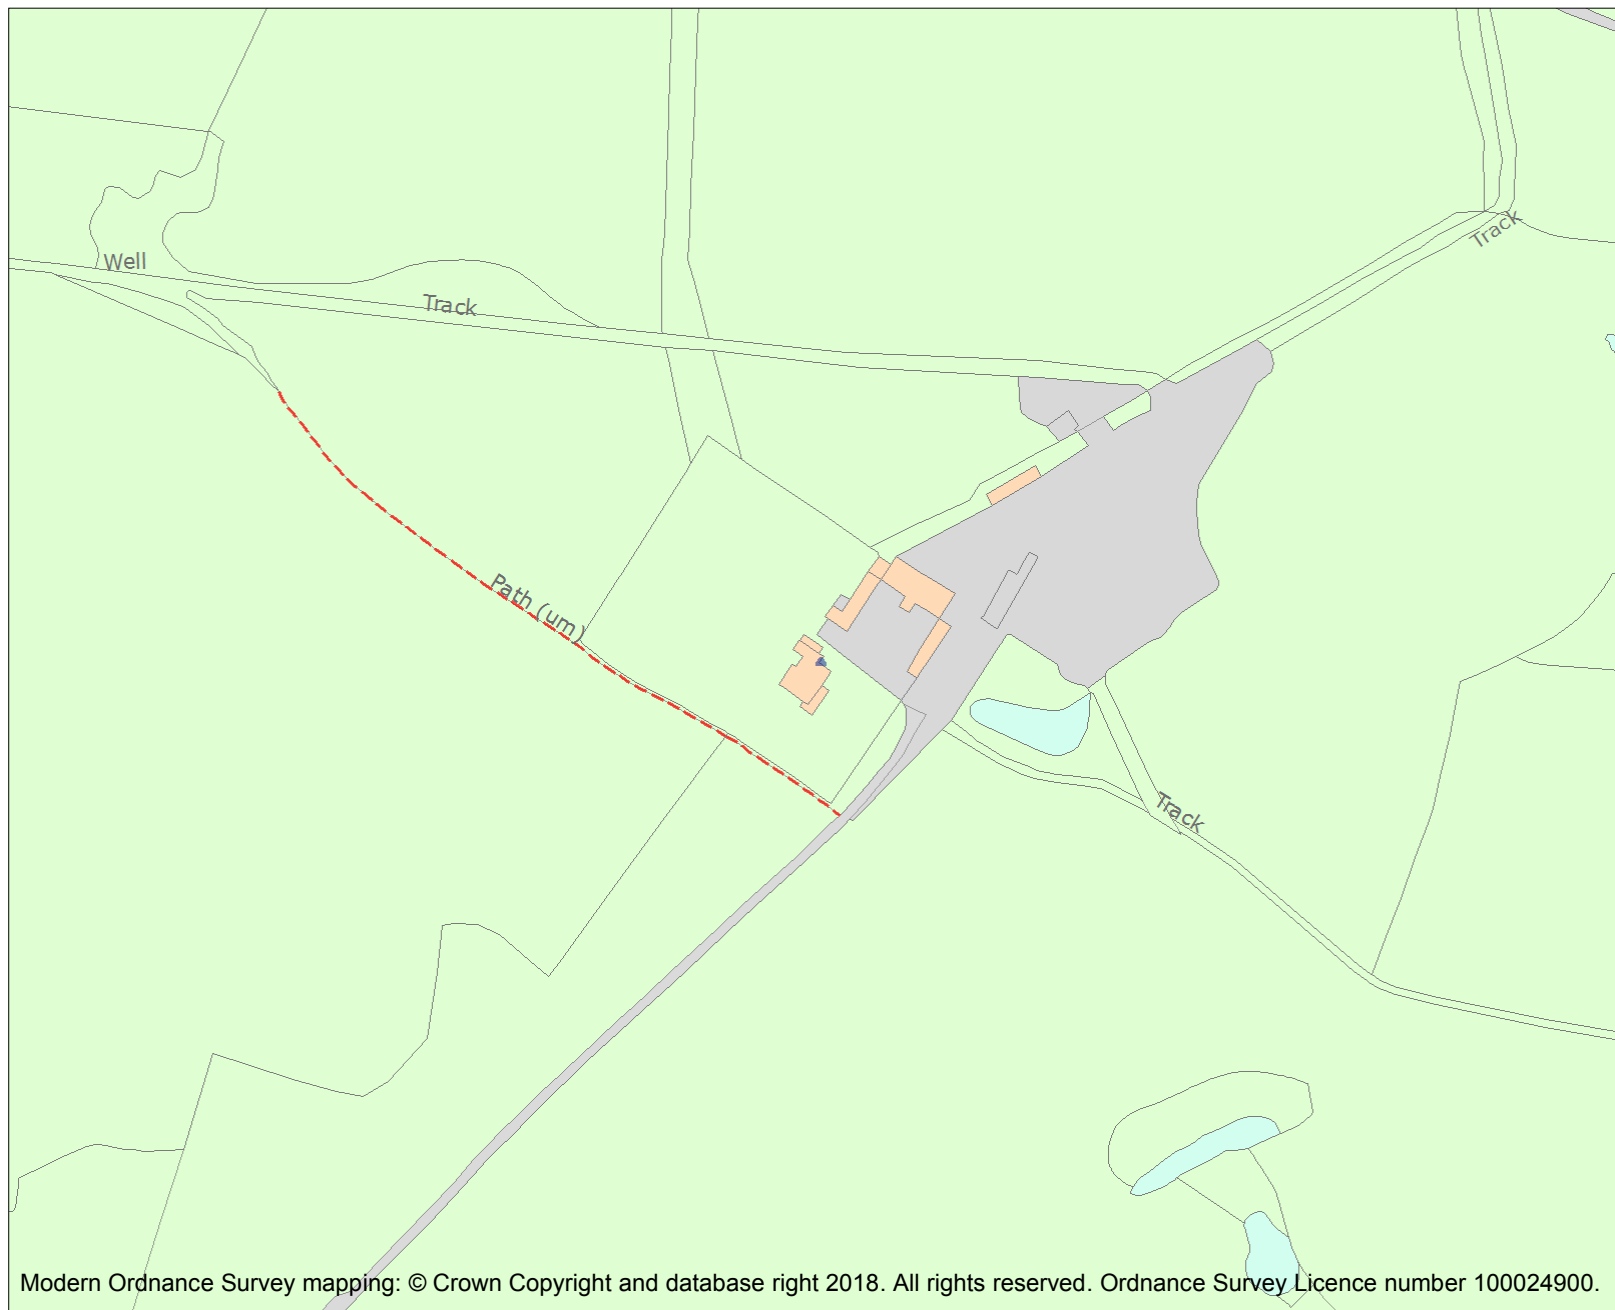 Track
Well
Track
Path (um)
Track
Modern Ordnance Survey mapping: © Crown Copyright and database right 2018. All rights reserved. Ordnance Survey Licence number 100024900.